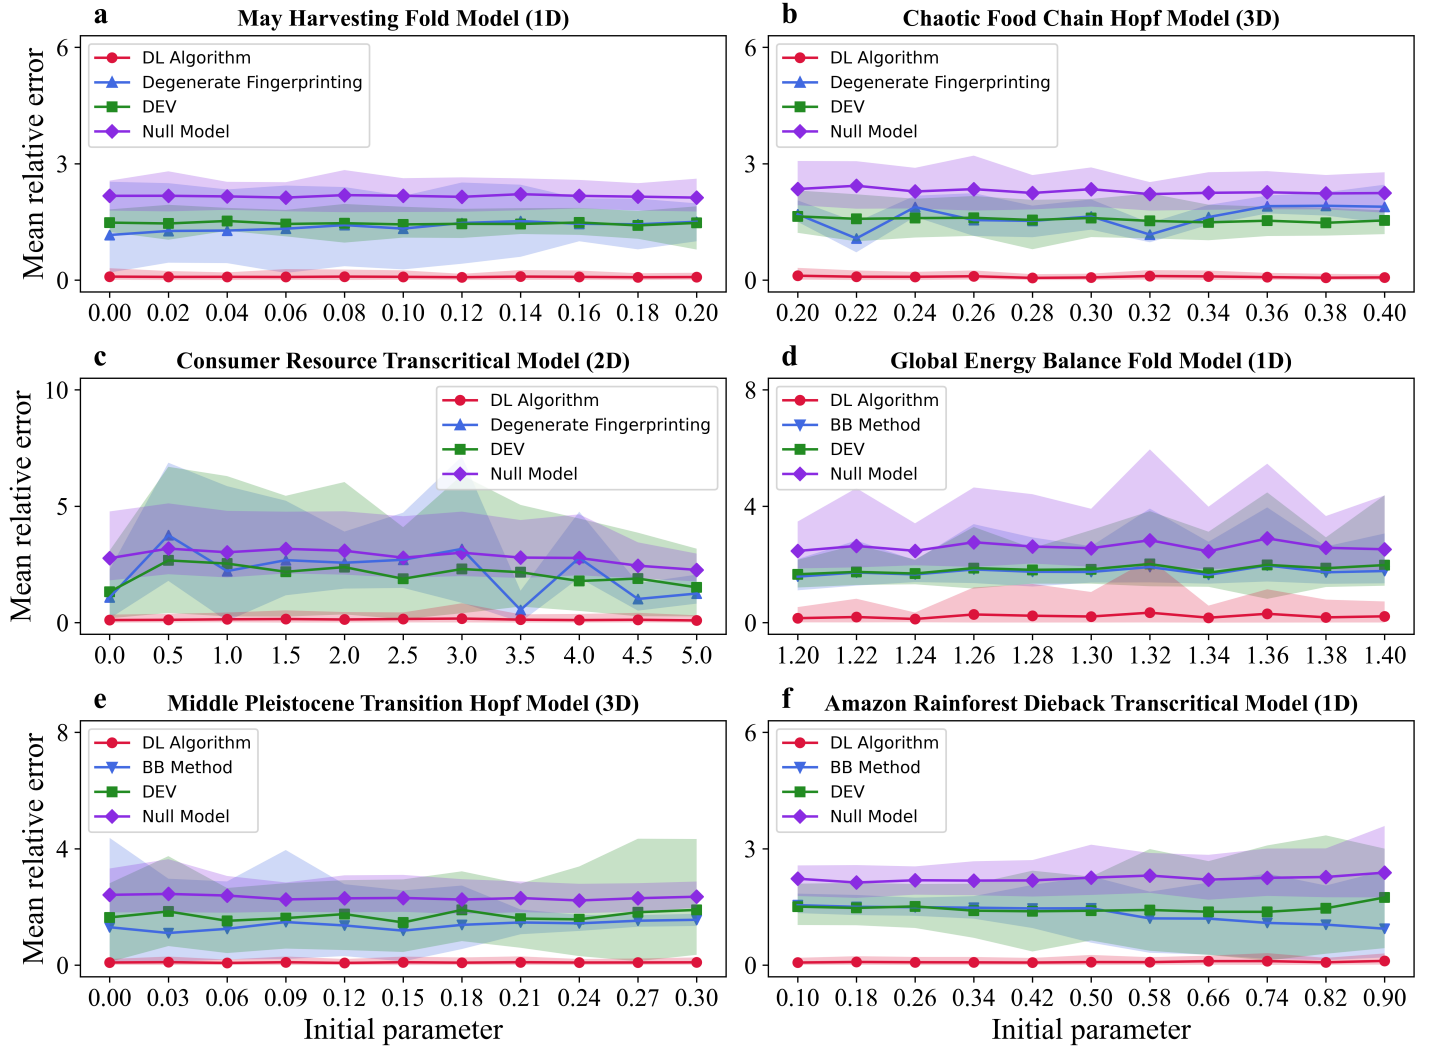 a May Harvesting Fold Model (1D)
Mean relative error
6
3
0
DL Algorithm
Degenerate Fingerprinting
DEV
Null Model
0.00 0.02 0.04 0.06 0.08 0.10 0.12 0.14 0.16 0.18 0.20
b Chaotic Food Chain Hopf Model (3D)
6
3
0
DL Algorithm
Degenerate Fingerprinting
DEV
Null Model
0.20 0.22 0.24 0.26 0.28 0.30 0.32 0.34 0.36 0.38 0.40
c Consumer Resource Transcritical Model (2D)
Mean relative error
10
5
0
DL Algorithm
Degenerate Fingerprinting
DEV
Null Model
0.0 0.5 1.0 1.5 2.0 2.5 3.0 3.5 4.0 4.5 5.0
d Global Energy Balance Fold Model (1D)
8
4
0
DL Algorithm
BB Method
DEV
Null Model
1.20 1.22 1.24 1.26 1.28 1.30 1.32 1.34 1.36 1.38 1.40
e Middle Pleistocene Transition Hopf Model (3D)
Mean relative error
8
4
0
DL Algorithm
BB Method
DEV
Null Model
0.00 0.03 0.06 0.09 0.12 0.15 0.18 0.21 0.24 0.27 0.30
Initial parameter
f Amazon Rainforest Dieback Transcritical Model (1D)
6
3
0
DL Algorithm
BB Method
DEV
Null Model
0.10 0.18 0.26 0.34 0.42 0.50 0.58 0.66 0.74 0.82 0.90
Initial parameter